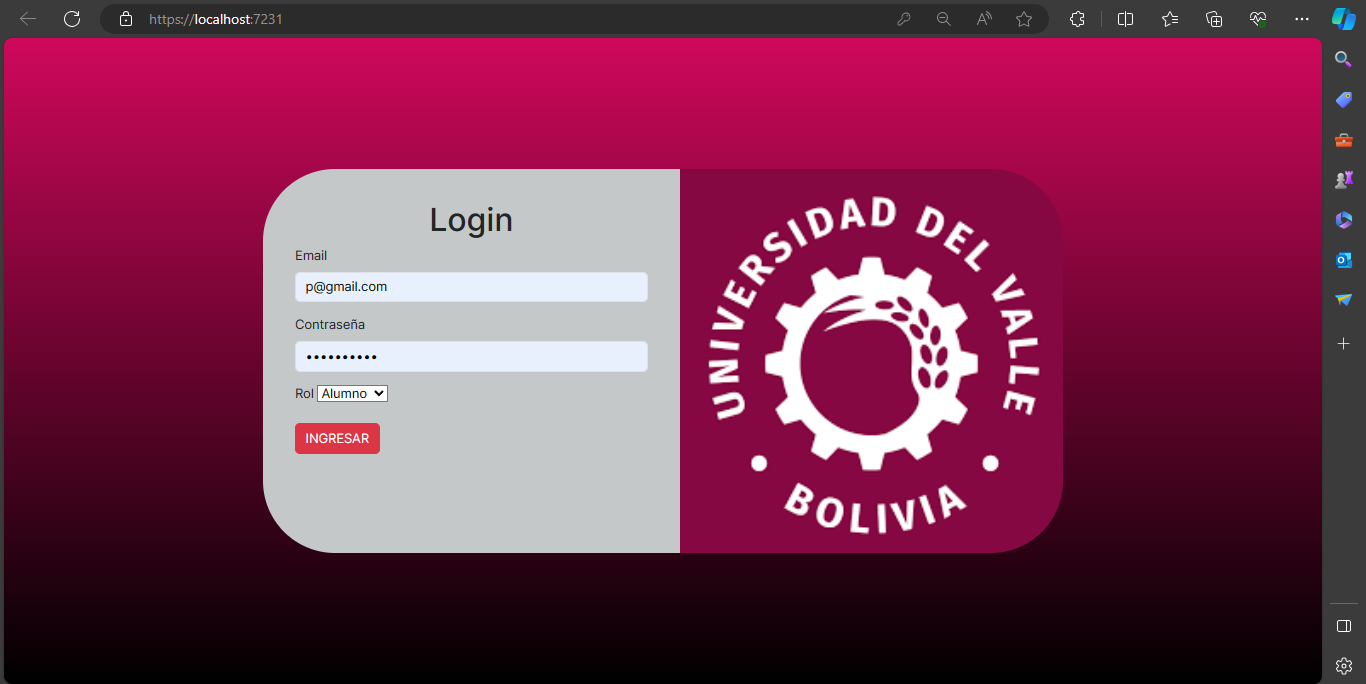 https://localhost:7231
Login
Email
p@gmail.com
Contraseña
••••••••••
Rol Alumno
INGRESAR
UNIVERSIDAD DEL VALLE
BOLIVIA